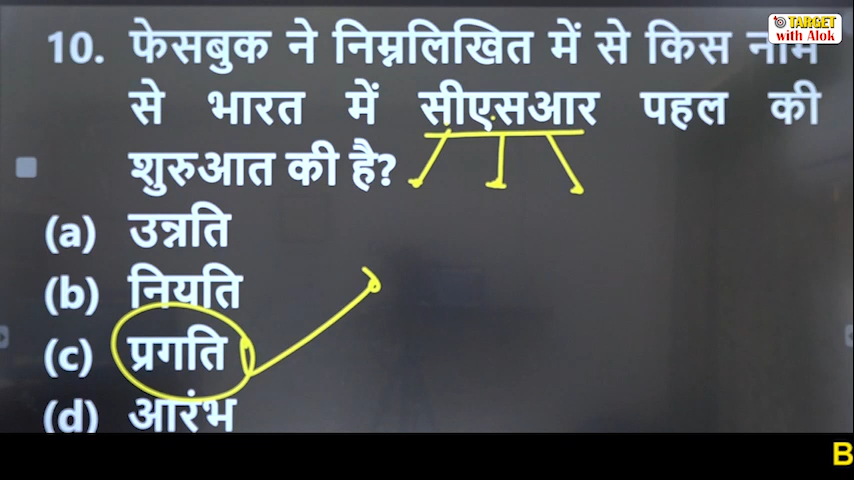 TARGET
with Alok
10. फेसबुक ने निम्नलिखित में से किस नाम
से भारत में सीएसआर पहल की
शुरुआत की है?
(a) उन्नति
(b) नियति
(c) प्रगति
(d) आरंभ
B